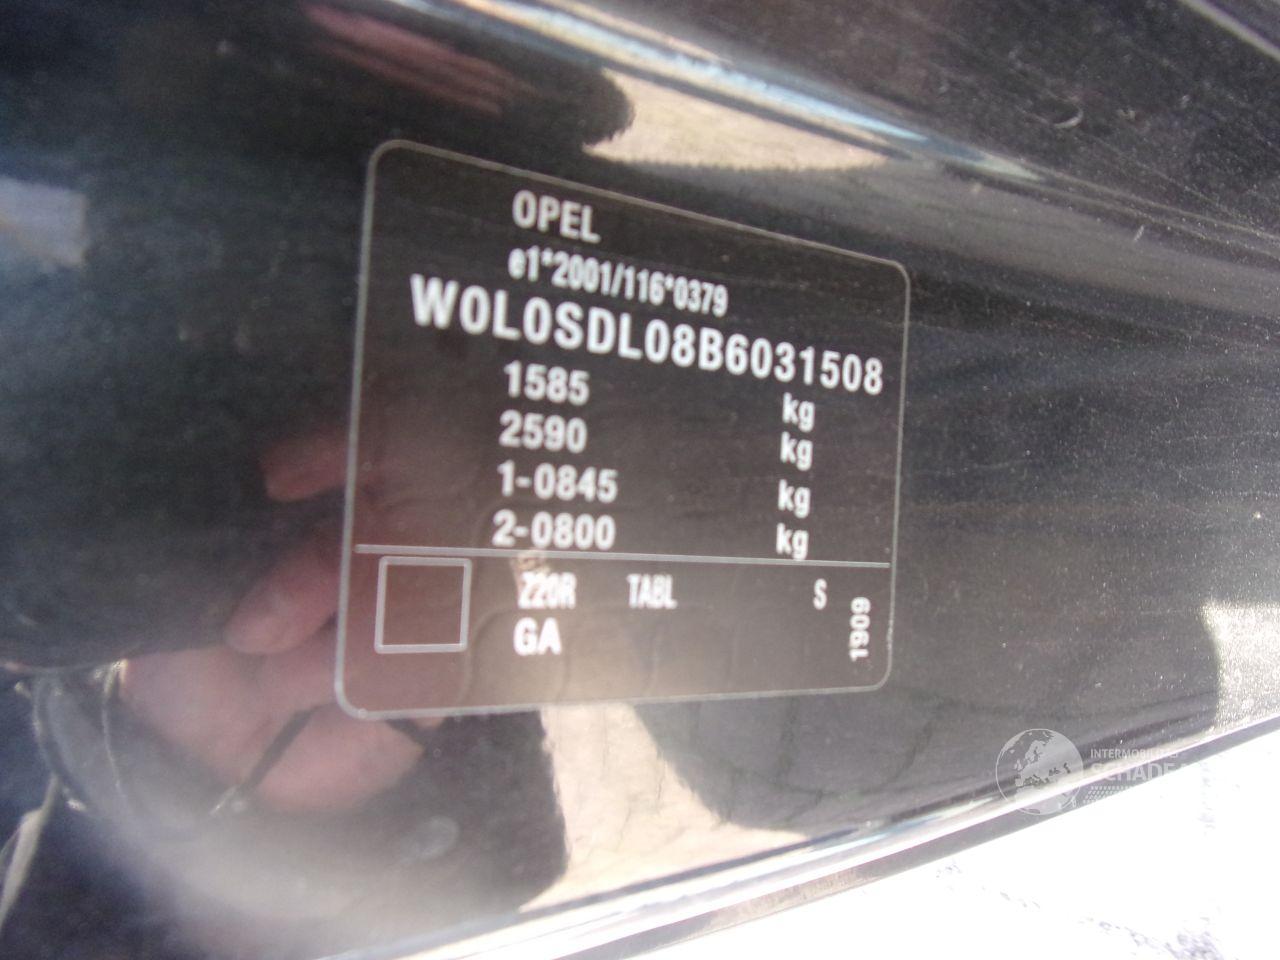 OPEL
e1*2001/116*0379
W0L0SDL08B6031508
1585 kg
2590 kg
1-0845 kg
2-0800 kg
Z20R TABL S
GA
1909
INTERMOBILITAS